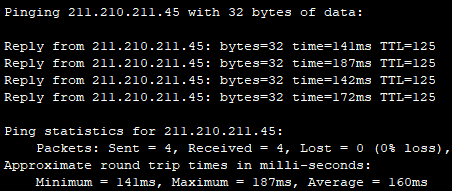 Pinging 211.210.211.45 with 32 bytes of data:
Reply from 211.210.211.45: bytes=32 time=141ms TTL=125
Reply from 211.210.211.45: bytes=32 time=187ms TTL=125
Reply from 211.210.211.45: bytes=32 time=142ms TTL=125
Reply from 211.210.211.45: bytes=32 time=172ms TTL=125
Ping statistics for 211.210.211.45:
Packets: Sent = 4, Received = 4, Lost = 0 (0% loss),
Approximate round trip times in milli-seconds:
Minimum = 141ms, Maximum = 187ms, Average = 160ms